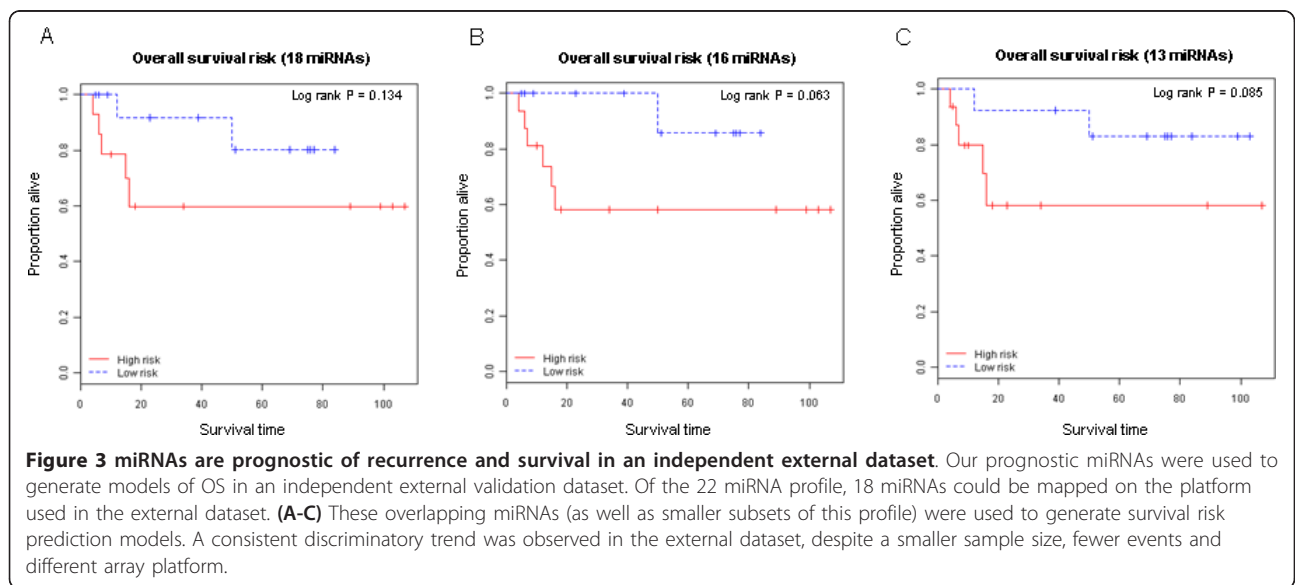 A
Overall survival risk (18 miRNAs)
Log rank P = 0.134
Proportion alive
1.0
0.8
0.6
0.4
0.2
0.0
High risk
Low risk
0 20 40 60 80 100
Survival time
B
Overall survival risk (16 miRNAs)
Log rank P = 0.063
Proportion alive
1.0
0.8
0.6
0.4
0.2
0.0
High risk
Low risk
0 20 40 60 80 100
Survival time
C
Overall survival risk (13 miRNAs)
Log rank P = 0.085
Proportion alive
1.0
0.8
0.6
0.4
0.2
0.0
High risk
Low risk
0 20 40 60 80 100
Survival time
Figure 3 miRNAs are prognostic of recurrence and survival in an independent external dataset. Our prognostic miRNAs were used to
generate models of OS in an independent external validation dataset. Of the 22 miRNA profile, 18 miRNAs could be mapped on the platform
used in the external dataset. (A-C) These overlapping miRNAs (as well as smaller subsets of this profile) were used to generate survival risk
prediction models. A consistent discriminatory trend was observed in the external dataset, despite a smaller sample size, fewer events and
different array platform.